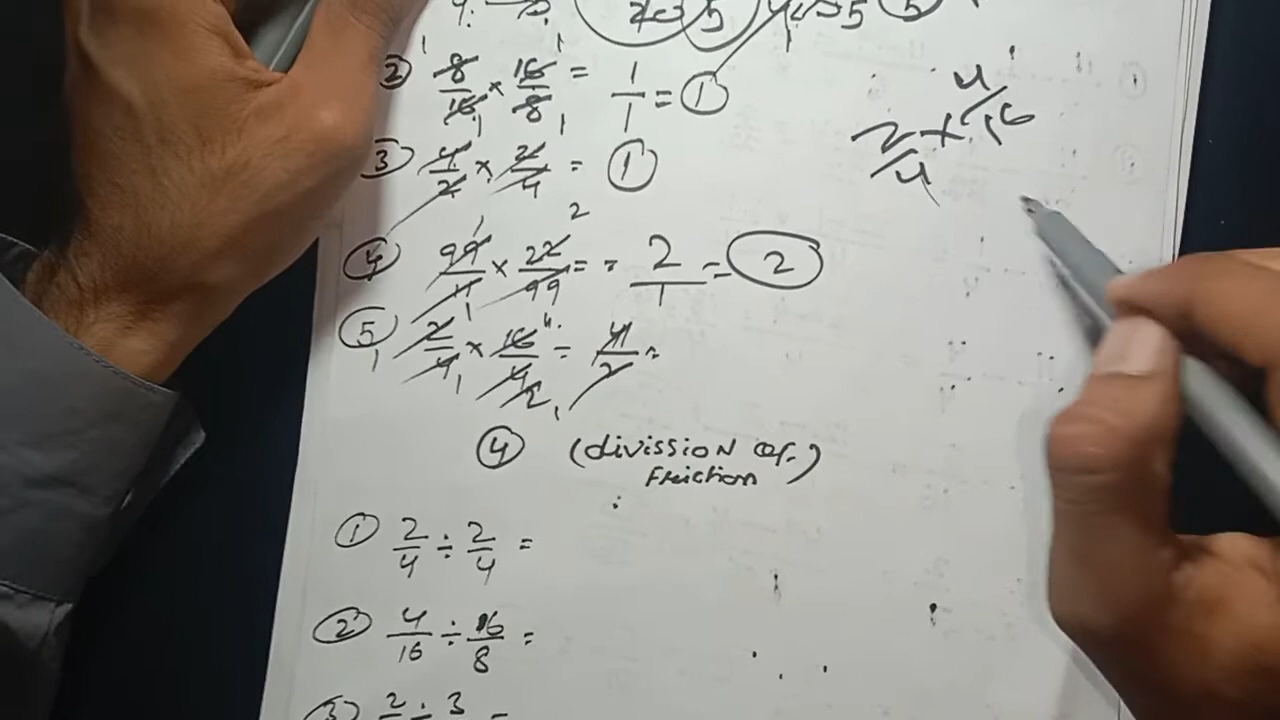 ② 8/16 × 16/8 = 1/1 = ①
③ 4/2 × 2/4 = ①
④ 99/11 × 22/99 = = 2/1 = ②
⑤ 2/4 × 16/4 = 4/2 =
2/4 × 4/16
④ (divission of.)
Friction
① 2/4 ÷ 2/4 =
② 4/16 ÷ 16/8 =